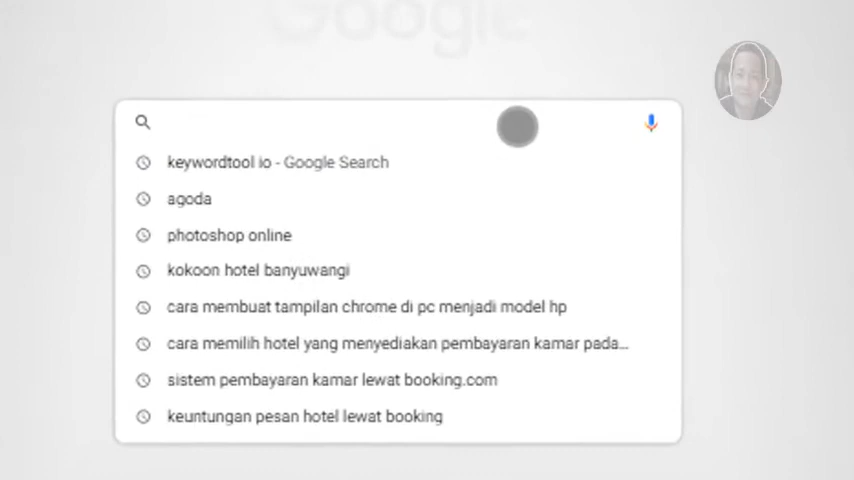 Google
keywordtool io - Google Search
agoda
photoshop online
kokoon hotel banyuwangi
cara membuat tampilan chrome di pc menjadi model hp
cara memilih hotel yang menyediakan pembayaran kamar pada...
sistem pembayaran kamar lewat booking.com
keuntungan pesan hotel lewat booking